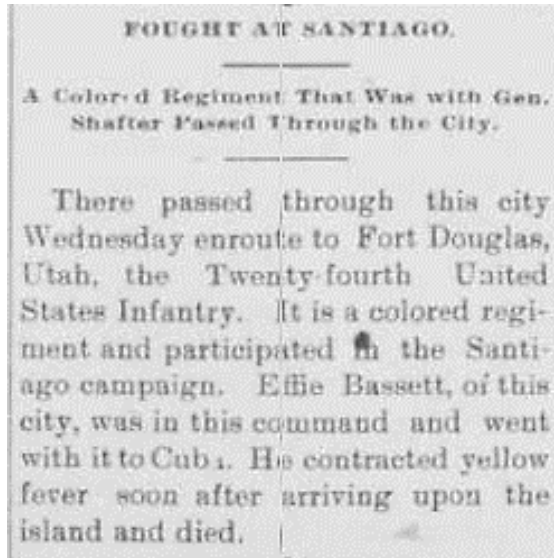 FOUGHT AT SANTIAGO.
A Colored Regiment That Was with Gen.
Shafter Passed Through the City.
There passed through this city
Wednesday enroute to Fort Douglas,
Utah, the Twenty-fourth United
States Infantry. It is a colored regi-
ment and participated in the Santi-
ago campaign. Effie Bassett, of this
city, was in this command and went
with it to Cuba. He contracted yellow
fever soon after arriving upon the
island and died.